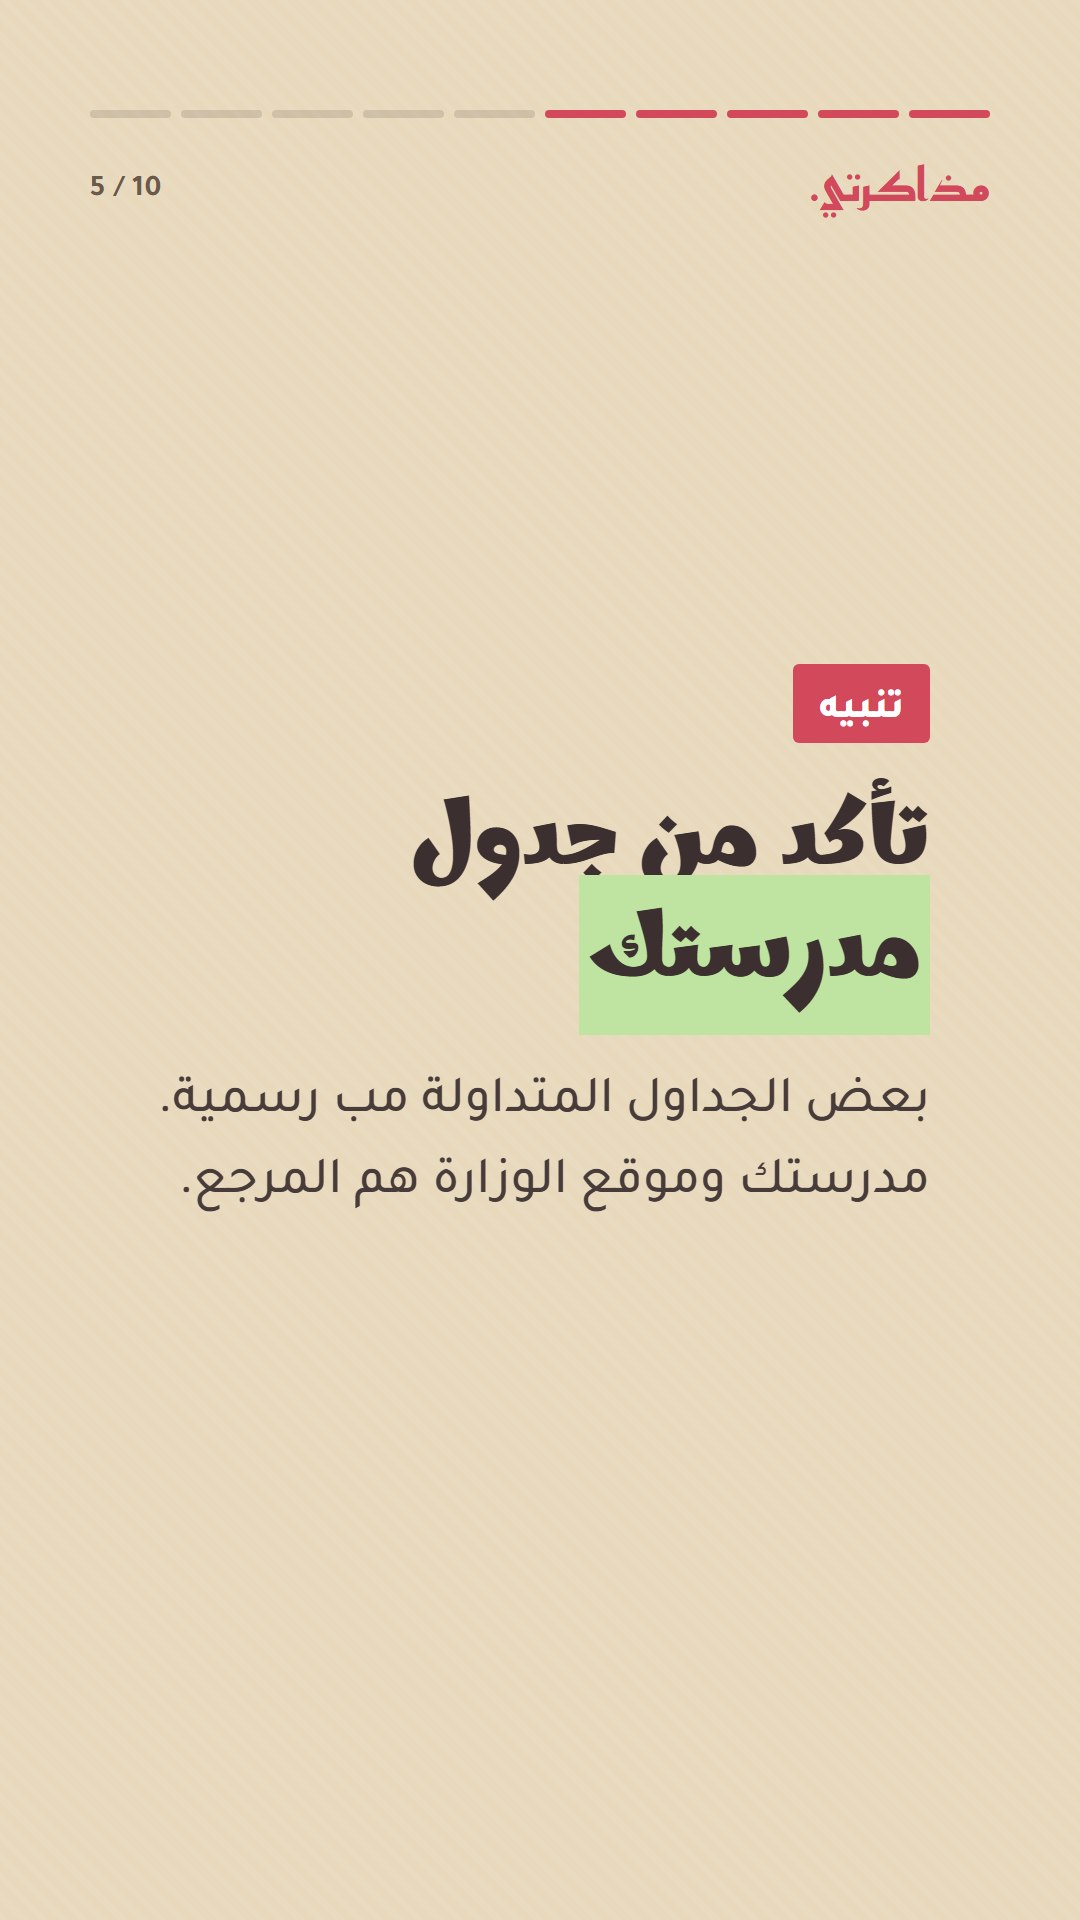 مذاكرتي.
5 / 10
تنبيه
تأكد من جدول
مدرستك
بعض الجداول المتداولة مب رسمية.
مدرستك وموقع الوزارة هم المرجع.